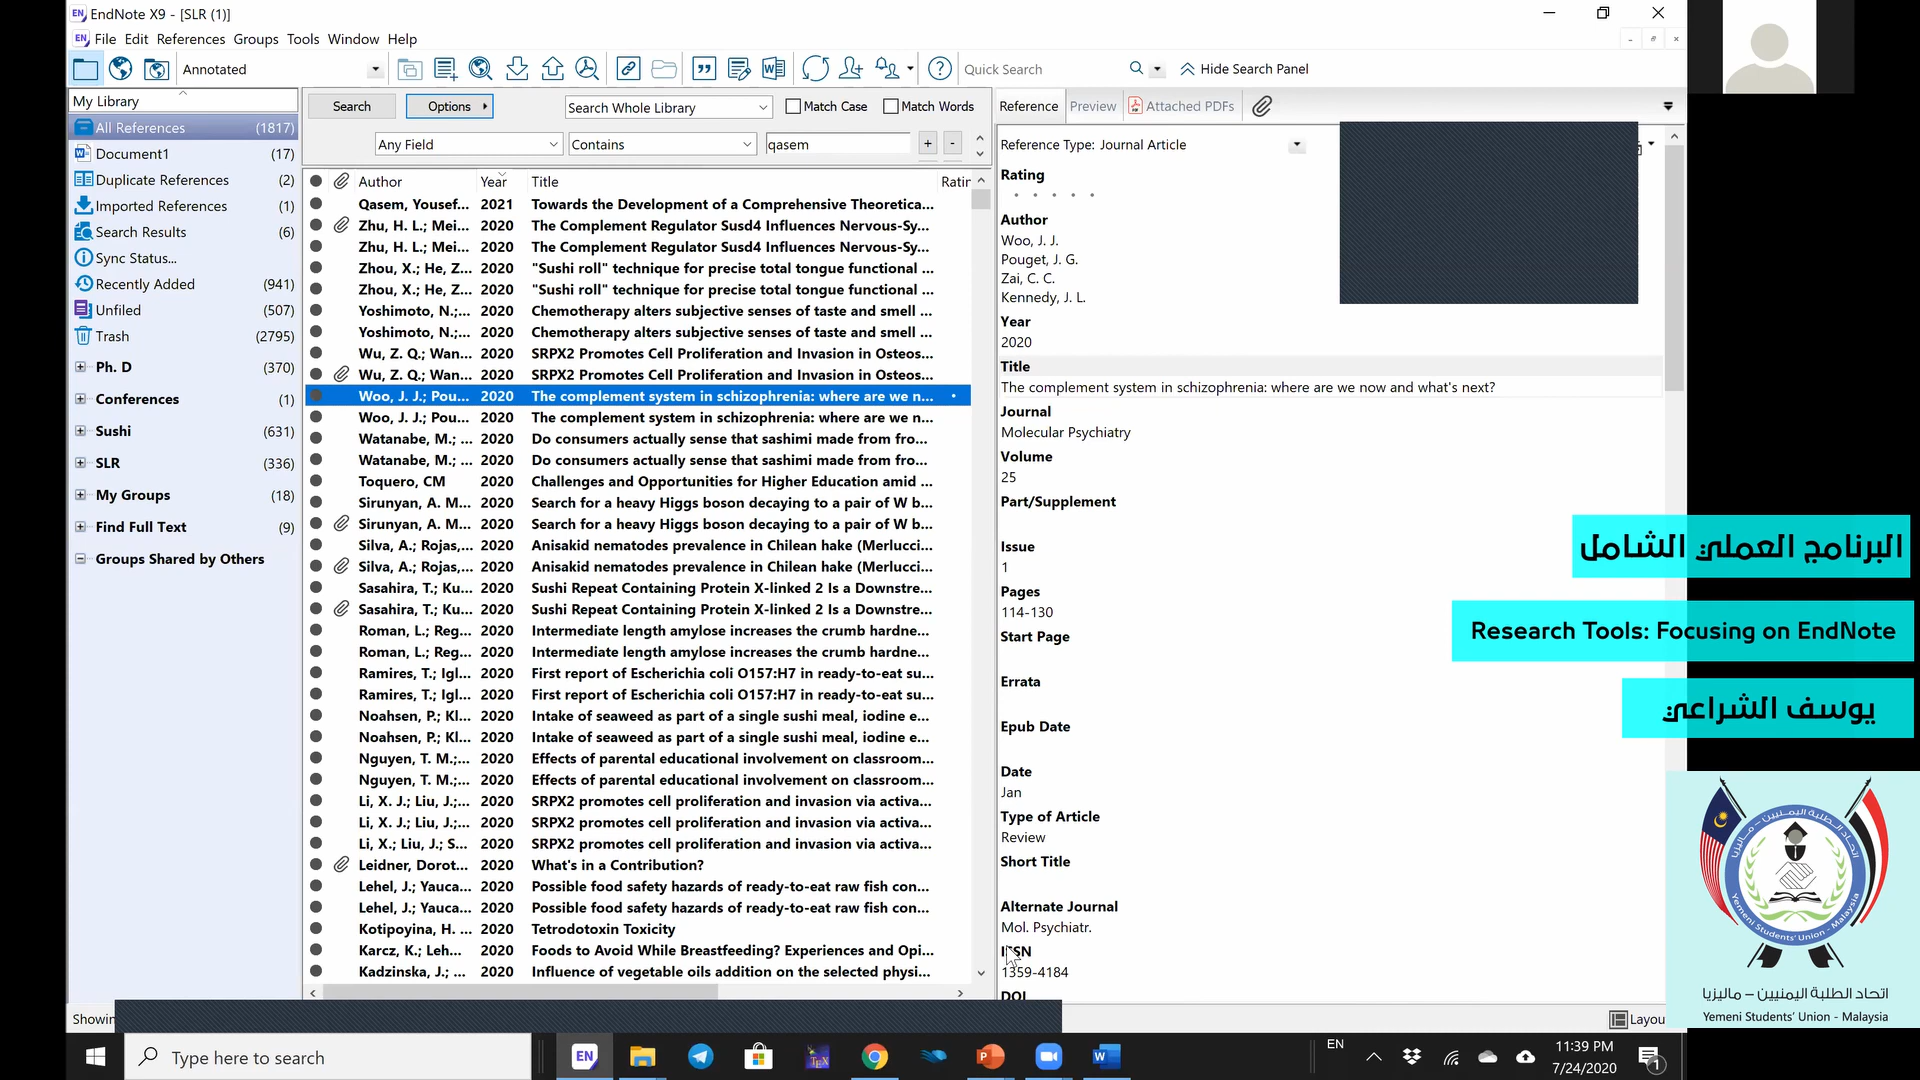 EndNote X9 - [SLR (1)]
File Edit References Groups Tools Window Help
Annotated
Quick Search
Hide Search Panel
My Library
All References (1817)
Document1 (17)
Duplicate References (2)
Imported References (1)
Search Results (6)
Sync Status...
Recently Added (941)
Unfiled (507)
Trash (2795)
Ph. D (370)
Conferences (1)
Sushi (631)
SLR (336)
My Groups (18)
Find Full Text (9)
Groups Shared by Others
Search Options Search Whole Library Match Case Match Words
Any Field Contains qasem + -
Author Year Title Ratin
Qasem, Yousef... 2021 Towards the Development of a Comprehensive Theoretica...
Zhu, H. L.; Mei... 2020 The Complement Regulator Susd4 Influences Nervous-Sy...
Zhu, H. L.; Mei... 2020 The Complement Regulator Susd4 Influences Nervous-Sy...
Zhou, X.; He, Z... 2020 "Sushi roll" technique for precise total tongue functional ...
Zhou, X.; He, Z... 2020 "Sushi roll" technique for precise total tongue functional ...
Yoshimoto, N.;... 2020 Chemotherapy alters subjective senses of taste and smell ...
Yoshimoto, N.;... 2020 Chemotherapy alters subjective senses of taste and smell ...
Wu, Z. Q.; Wan... 2020 SRPX2 Promotes Cell Proliferation and Invasion in Osteos...
Wu, Z. Q.; Wan... 2020 SRPX2 Promotes Cell Proliferation and Invasion in Osteos...
Woo, J. J.; Pou... 2020 The complement system in schizophrenia: where are we n...
Woo, J. J.; Pou... 2020 The complement system in schizophrenia: where are we n...
Watanabe, M.; ... 2020 Do consumers actually sense that sashimi made from fro...
Watanabe, M.; ... 2020 Do consumers actually sense that sashimi made from fro...
Toquero, CM 2020 Challenges and Opportunities for Higher Education amid ...
Sirunyan, A. M... 2020 Search for a heavy Higgs boson decaying to a pair of W b...
Sirunyan, A. M... 2020 Search for a heavy Higgs boson decaying to a pair of W b...
Silva, A.; Rojas,... 2020 Anisakid nematodes prevalence in Chilean hake (Merlucci...
Silva, A.; Rojas,... 2020 Anisakid nematodes prevalence in Chilean hake (Merlucci...
Sasahira, T.; Ku... 2020 Sushi Repeat Containing Protein X-linked 2 Is a Downstre...
Sasahira, T.; Ku... 2020 Sushi Repeat Containing Protein X-linked 2 Is a Downstre...
Roman, L.; Reg... 2020 Intermediate length amylose increases the crumb hardne...
Roman, L.; Reg... 2020 Intermediate length amylose increases the crumb hardne...
Ramires, T.; Igl... 2020 First report of Escherichia coli O157:H7 in ready-to-eat su...
Ramires, T.; Igl... 2020 First report of Escherichia coli O157:H7 in ready-to-eat su...
Noahsen, P.; Kl... 2020 Intake of seaweed as part of a single sushi meal, iodine e...
Noahsen, P.; Kl... 2020 Intake of seaweed as part of a single sushi meal, iodine e...
Nguyen, T. M.;... 2020 Effects of parental educational involvement on classroom...
Nguyen, T. M.;... 2020 Effects of parental educational involvement on classroom...
Li, X. J.; Liu, J.;... 2020 SRPX2 promotes cell proliferation and invasion via activa...
Li, X. J.; Liu, J.;... 2020 SRPX2 promotes cell proliferation and invasion via activa...
Li, X.; Liu, J.; S... 2020 SRPX2 promotes cell proliferation and invasion via activa...
Leidner, Dorot... 2020 What's in a Contribution?
Lehel, J.; Yauca... 2020 Possible food safety hazards of ready-to-eat raw fish con...
Lehel, J.; Yauca... 2020 Possible food safety hazards of ready-to-eat raw fish con...
Kotipoyina, H. ... 2020 Tetrodotoxin Toxicity
Karcz, K.; Leh... 2020 Foods to Avoid While Breastfeeding? Experiences and Opi...
Kadzinska, J.; ... 2020 Influence of vegetable oils addition on the selected physi...
Reference Preview Attached PDFs
Reference Type: Journal Article
Rating
Author
Woo, J. J.
Pouget, J. G.
Zai, C. C.
Kennedy, J. L.
Year
2020
Title
The complement system in schizophrenia: where are we now and what's next?
Journal
Molecular Psychiatry
Volume
25
Part/Supplement
Issue
1
Pages
114-130
Start Page
Errata
Epub Date
Date
Jan
Type of Article
Review
Short Title
Alternate Journal
Mol. Psychiatr.
ISSN
1359-4184
DOI
البرنامج العملي الشامل
Research Tools: Focusing on EndNote
يوسف الشراعي
اتحاد الطلبة اليمنيين - ماليزيا
Yemeni Students' Union - Malaysia
اتحاد الطلبة اليمنيين – ماليزيا
Yemeni Students' Union - Malaysia
Showin
Layou
Type here to search
EN
11:39 PM
7/24/2020
1